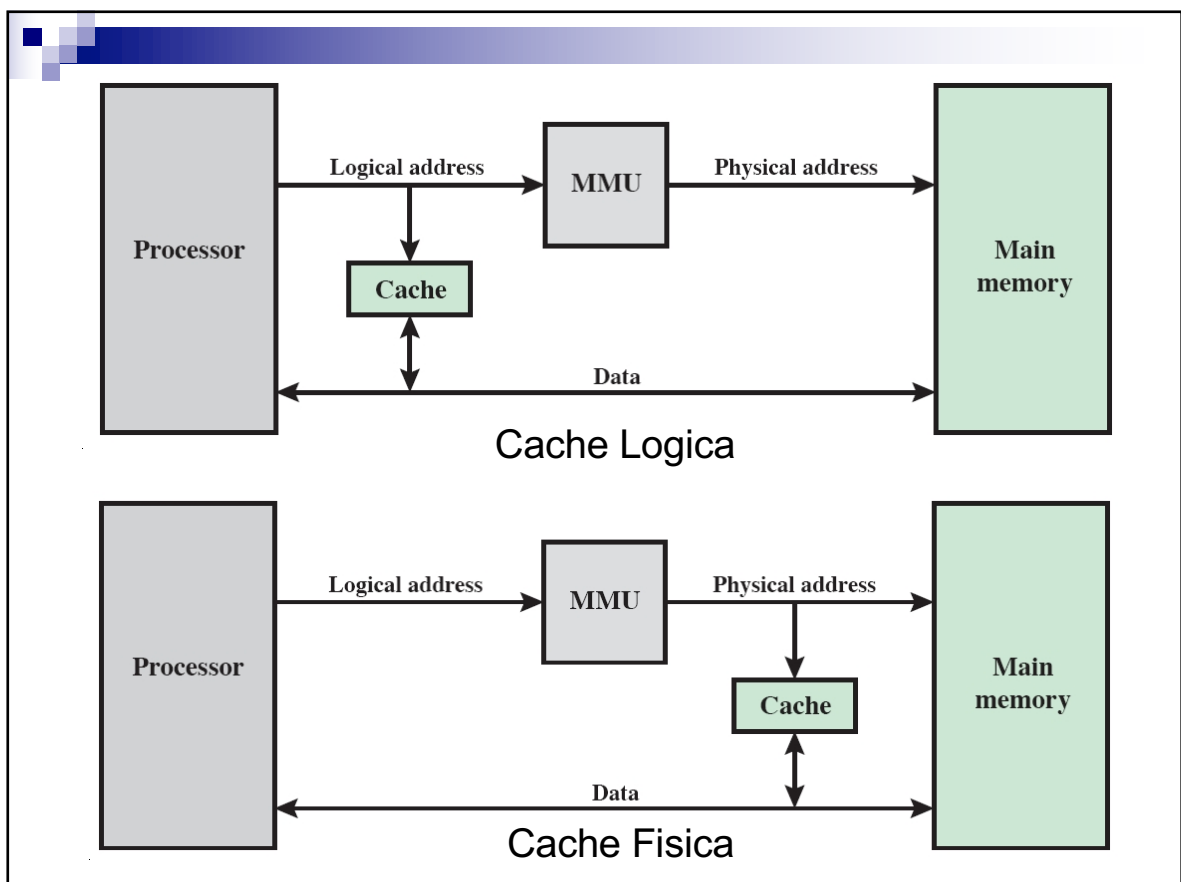 Logical address
MMU
Physical address
Processor
Main
memory
Cache
Data
Cache Logica
Logical address
MMU
Physical address
Processor
Main
memory
Cache
Data
Cache Fisica